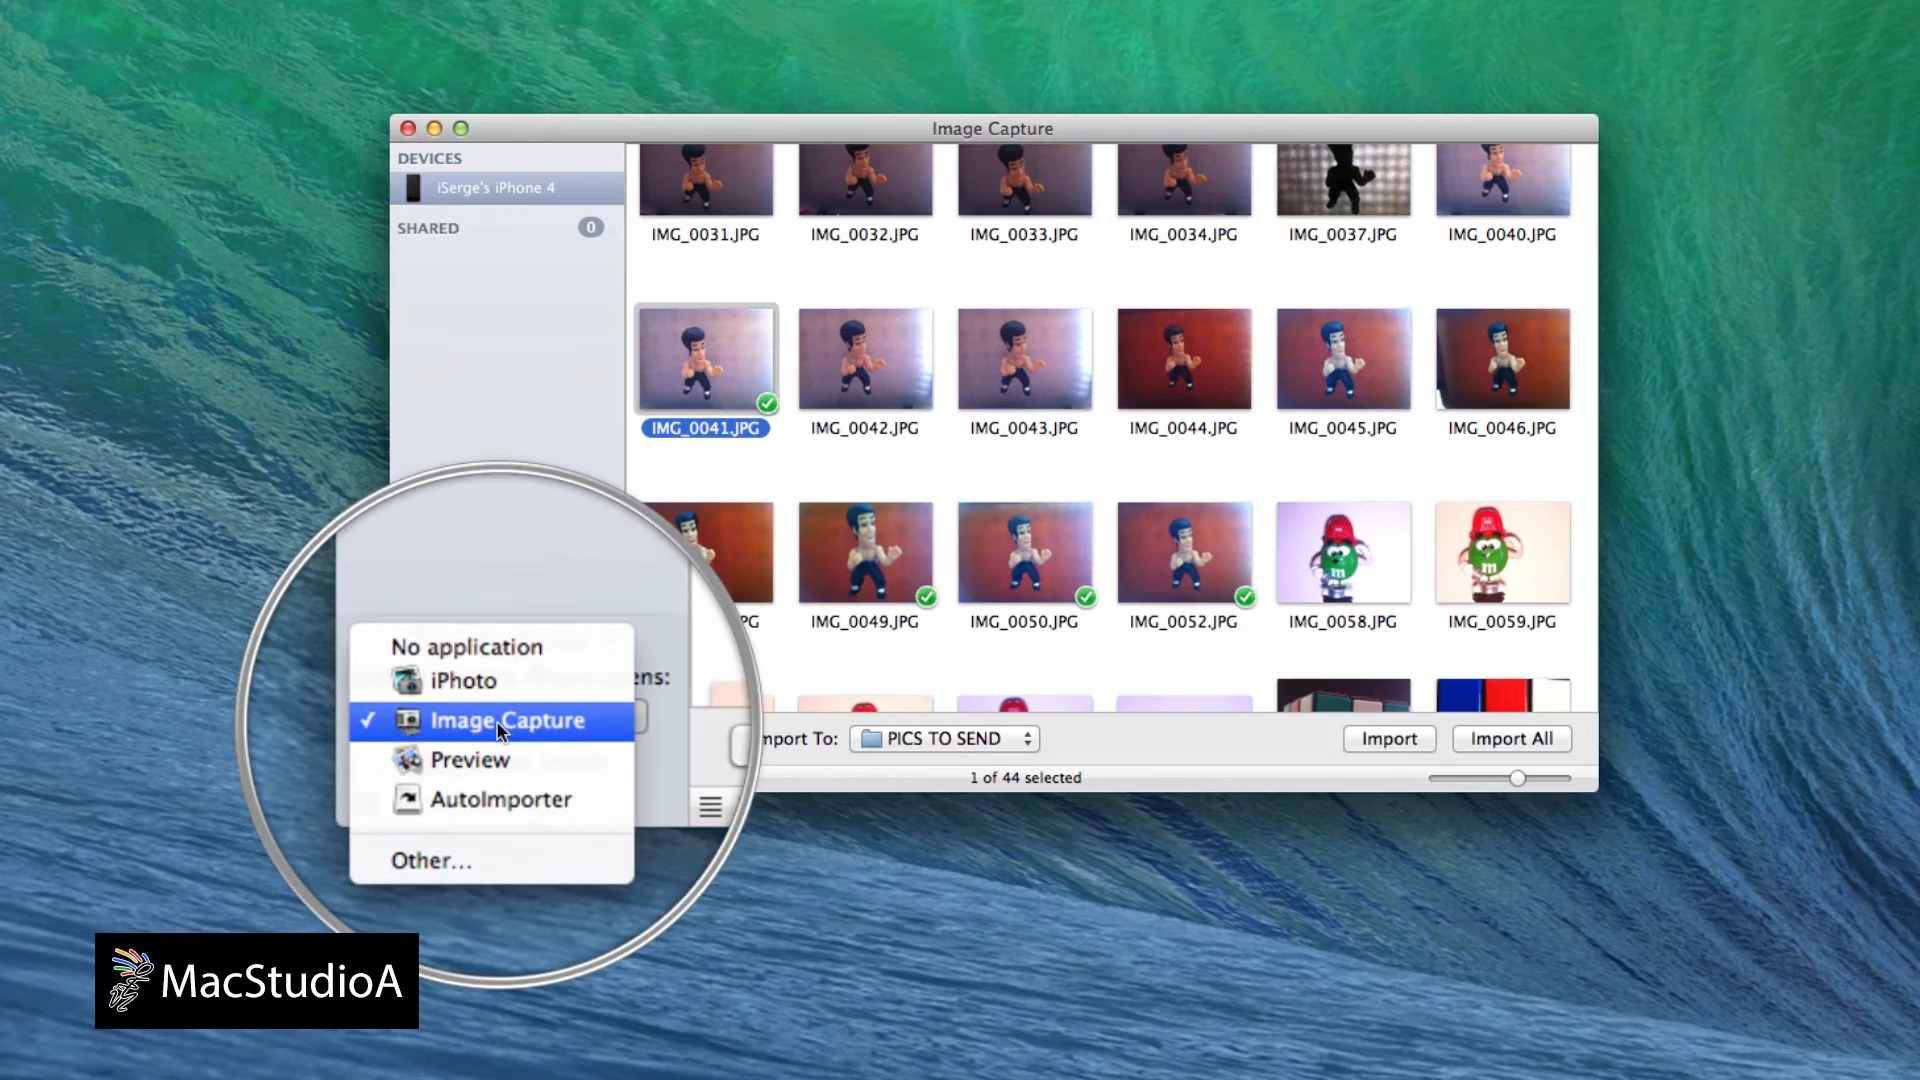 Image Capture
DEVICES
iSerge's iPhone 4
SHARED
0
IMG_0031.JPG
IMG_0032.JPG
IMG_0033.JPG
IMG_0034.JPG
IMG_0037.JPG
IMG_0040.JPG
IMG_0041.JPG
IMG_0042.JPG
IMG_0043.JPG
IMG_0044.JPG
IMG_0045.JPG
IMG_0046.JPG
PG
IMG_0049.JPG
IMG_0050.JPG
IMG_0052.JPG
IMG_0058.JPG
IMG_0059.JPG
m
m
No application
iPhoto
ens:
Image Capture
Preview
AutoImporter
Other...
mport To:
PICS TO SEND
Import
Import All
1 of 44 selected
MacStudioA